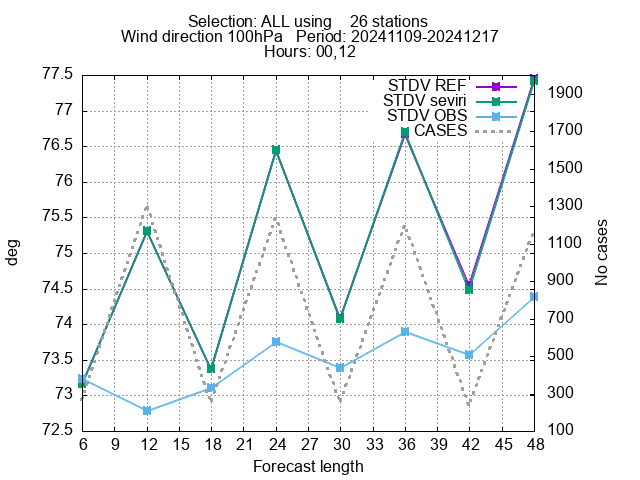 Selection: ALL using 26 stations
Wind direction 100hPa Period: 20241109-20241217
Hours: 00,12
77.5
77
76.5
76
75.5
75
74.5
74
73.5
73
72.5
deg
STDV REF
STDV seviri
STDV OBS
CASES
1900
1700
1500
1300
1100
900
700
500
300
100
No cases
6 9 12 15 18 21 24 27 30 33 36 39 42 45 48
Forecast length